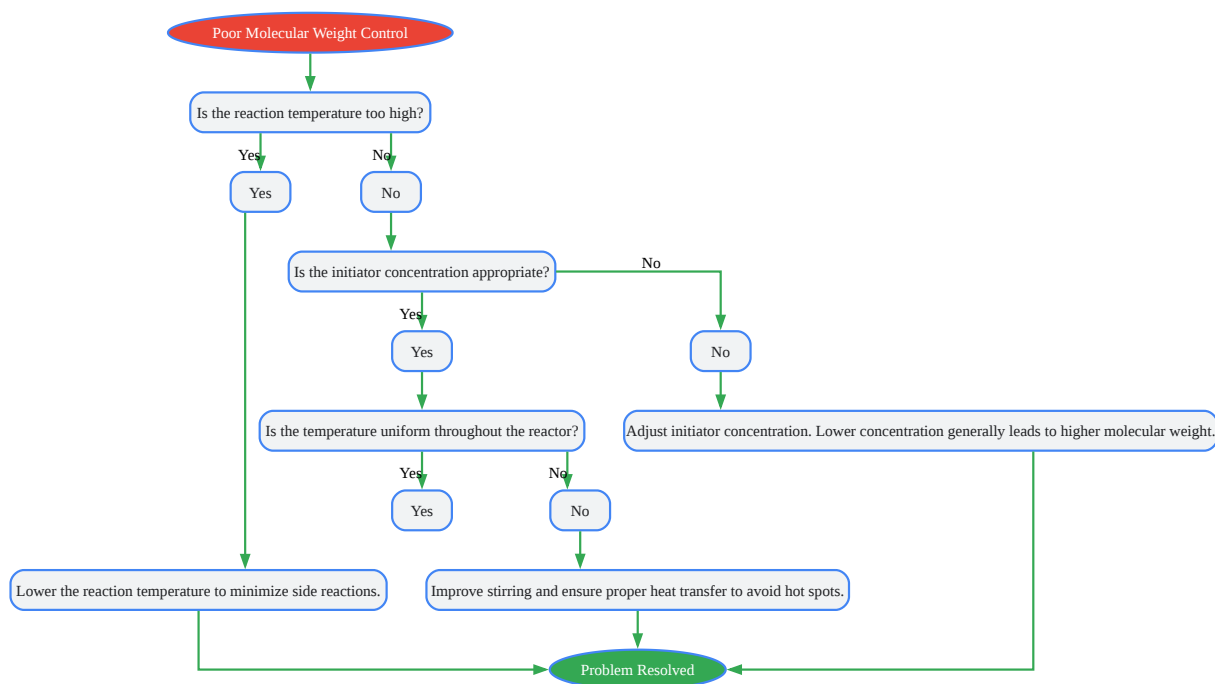 Poor Molecular Weight Control
Is the reaction temperature too high?
Yes
No
Yes
No
Is the initiator concentration appropriate?
No
Yes
Yes
No
Is the temperature uniform throughout the reactor?
Adjust initiator concentration. Lower concentration generally leads to higher molecular weight.
Yes
No
Yes
No
Lower the reaction temperature to minimize side reactions.
Improve stirring and ensure proper heat transfer to avoid hot spots.
Problem Resolved